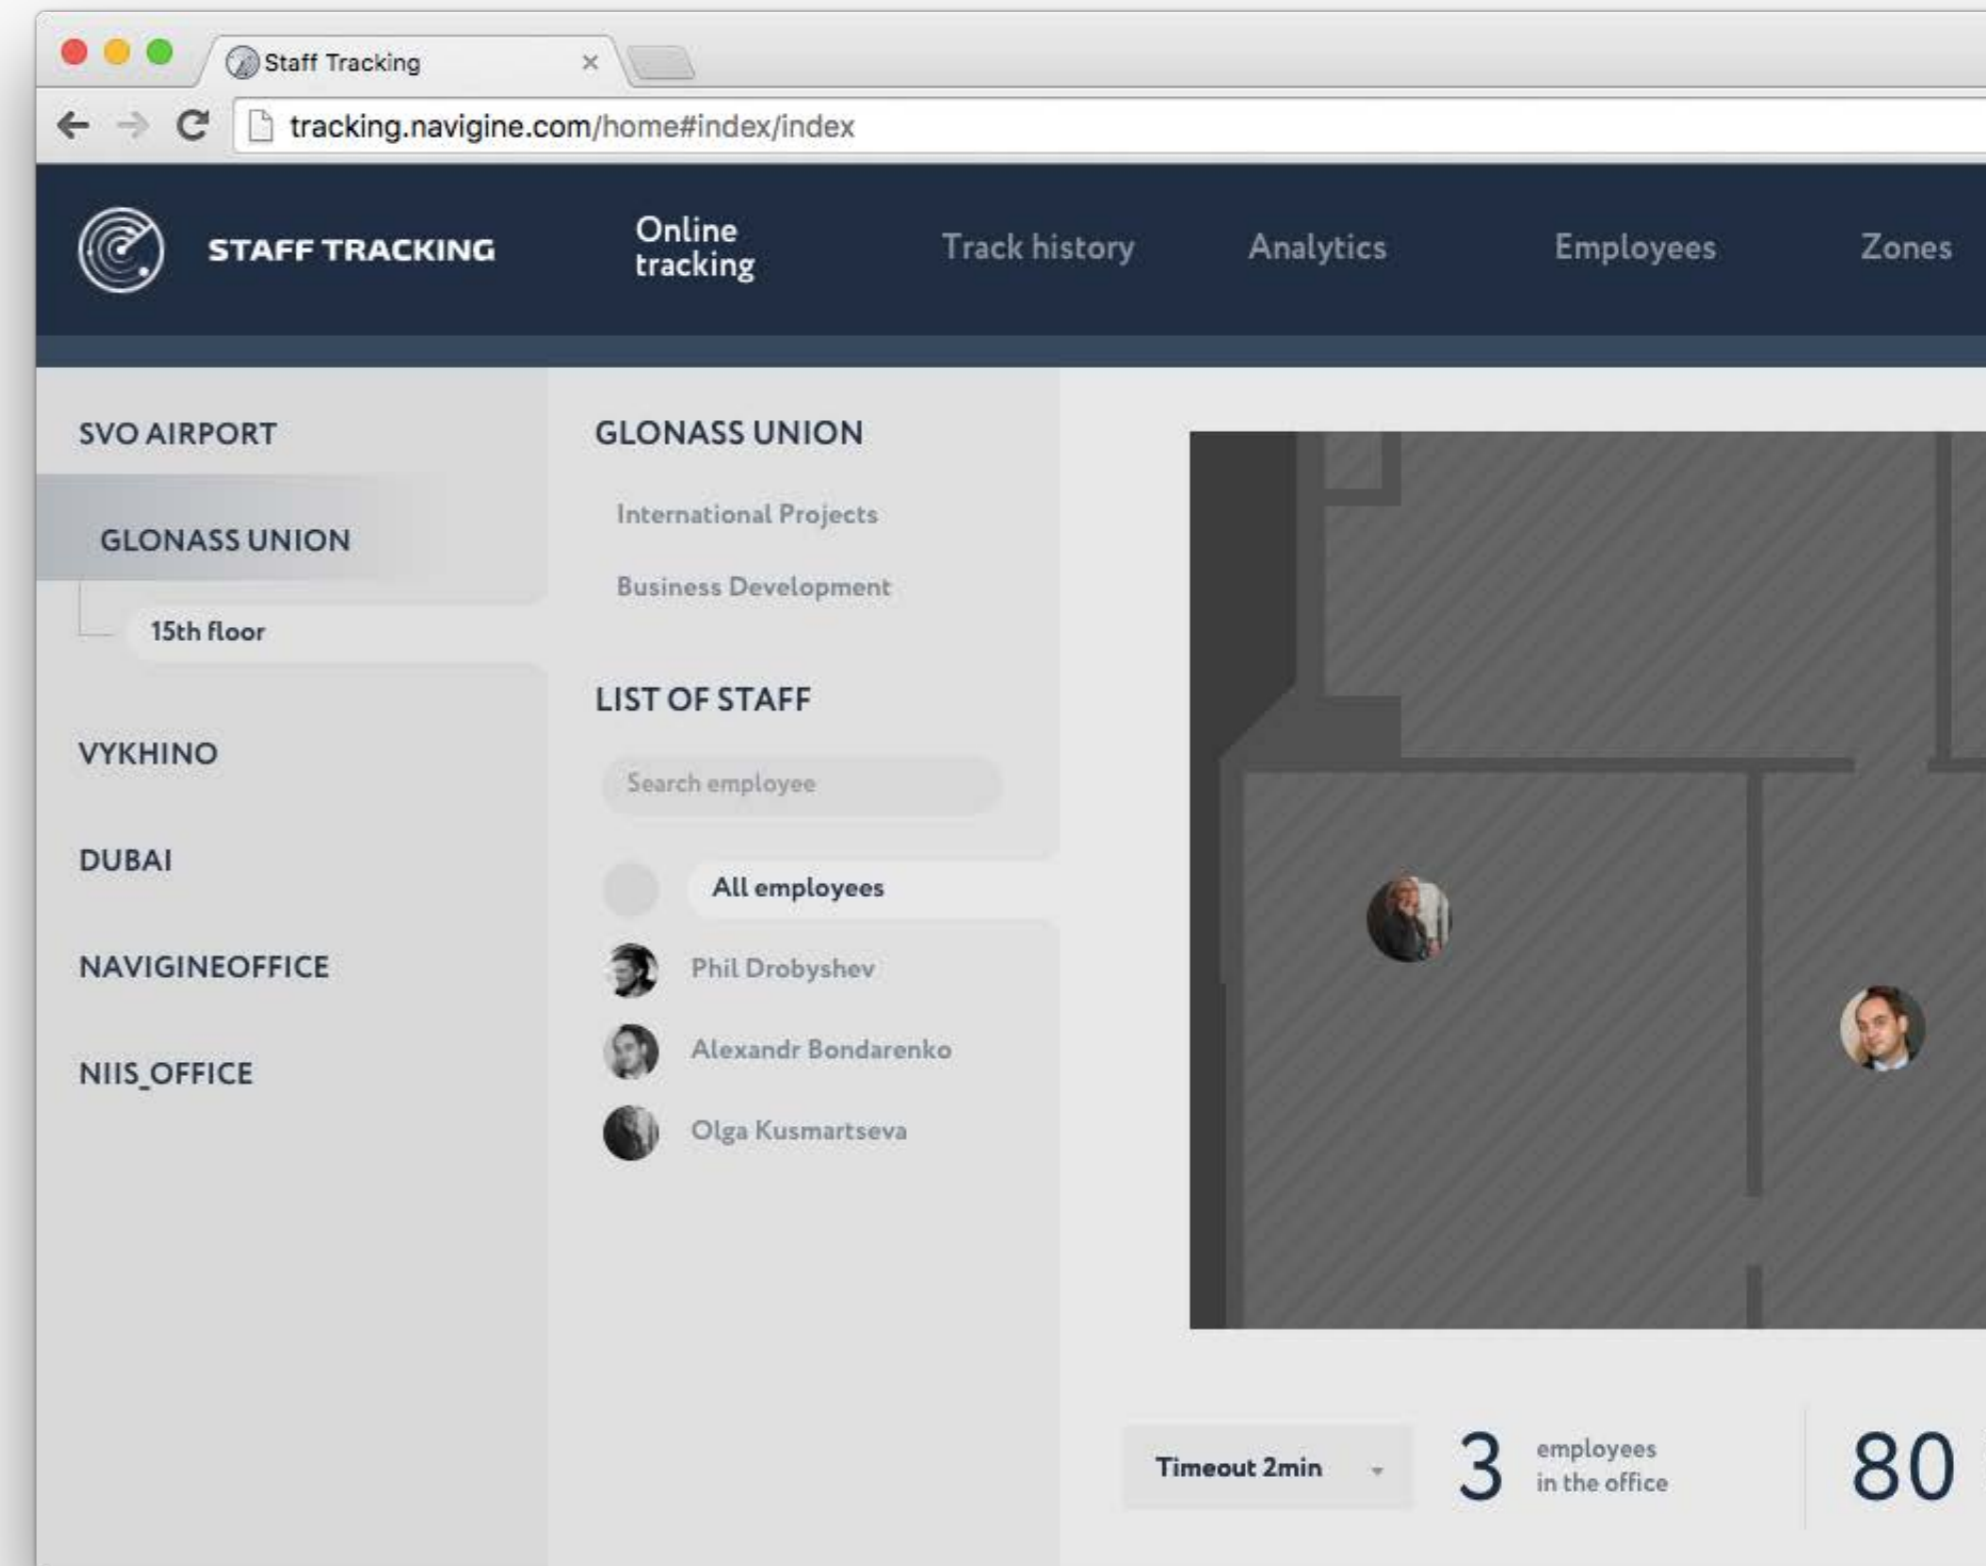 Staff Tracking
tracking.navigine.com/home#index/index
STAFF TRACKING
Online
tracking
Track history
Analytics
Employees
Zones
SVO AIRPORT
GLONASS UNION
15th floor
VYKHINO
DUBAI
NAVIGINEOFFICE
NIIS_OFFICE
GLONASS UNION
International Projects
Business Development
LIST OF STAFF
Search employee
All employees
Phil Drobyshev
Alexandr Bondarenko
Olga Kusmartseva
Timeout 2min
3
employees
in the office
80